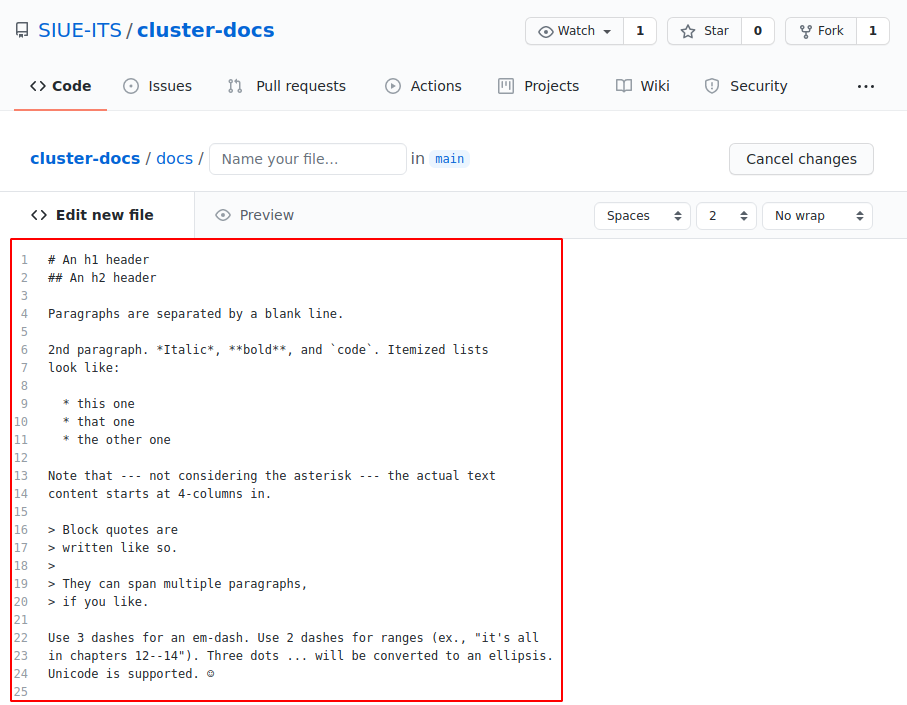 SIUE-ITS / cluster-docs
Watch 1 Star 0 Fork 1
Code Issues Pull requests Actions Projects Wiki Security ...
cluster-docs / docs / Name your file... in main Cancel changes
Edit new file Preview Spaces 2 No wrap
1 # An h1 header
2 ## An h2 header
3
4 Paragraphs are separated by a blank line.
5
6 2nd paragraph. *Italic*, **bold**, and `code`. Itemized lists
7 look like:
8
9   * this one
10   * that one
11   * the other one
12
13 Note that --- not considering the asterisk --- the actual text
14 content starts at 4-columns in.
15
16 > Block quotes are
17 > written like so.
18 >
19 > They can span multiple paragraphs,
20 > if you like.
21
22 Use 3 dashes for an em-dash. Use 2 dashes for ranges (ex., "it's all
23 in chapters 12--14"). Three dots ... will be converted to an ellipsis.
24 Unicode is supported. ☺
25